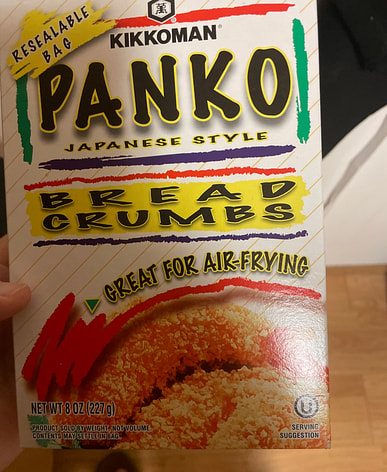 RESEALABLE
BAG
萬
KIKKOMAN®
PANKO
JAPANESE STYLE
BREAD
CRUMBS
GREAT FOR AIR-FRYING
NET WT 8 OZ (227 g)
PRODUCT SOLD BY WEIGHT, NOT VOLUME.
CONTENTS MAY SETTLE IN BAG.
U
SERVING
SUGGESTION